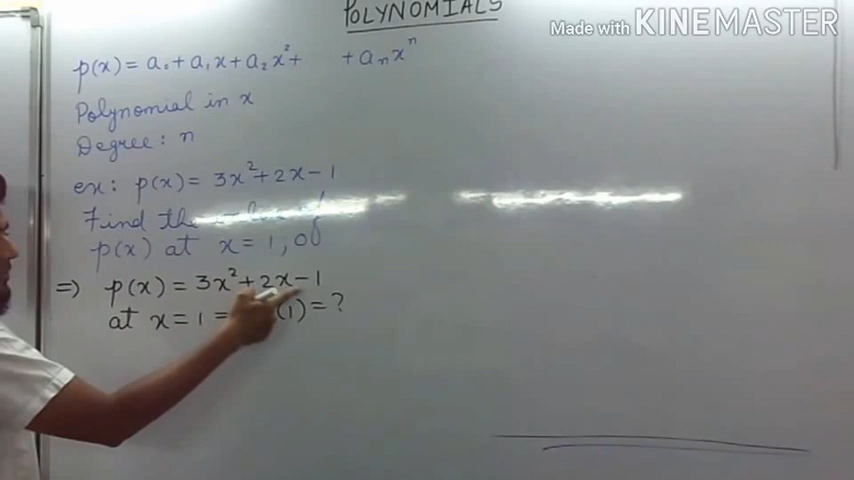 POLYNOMIALS
Made with KINEMASTER
p(x) = a₀ + a₁x + a₂x² + + aₙxⁿ
Polynomial in x
Degree: n
ex: p(x) = 3x² + 2x − 1
Find the of
p(x) at x = 1, 0
⇒ p(x) = 3x² + 2x − 1
at x = 1 = (1) = ?